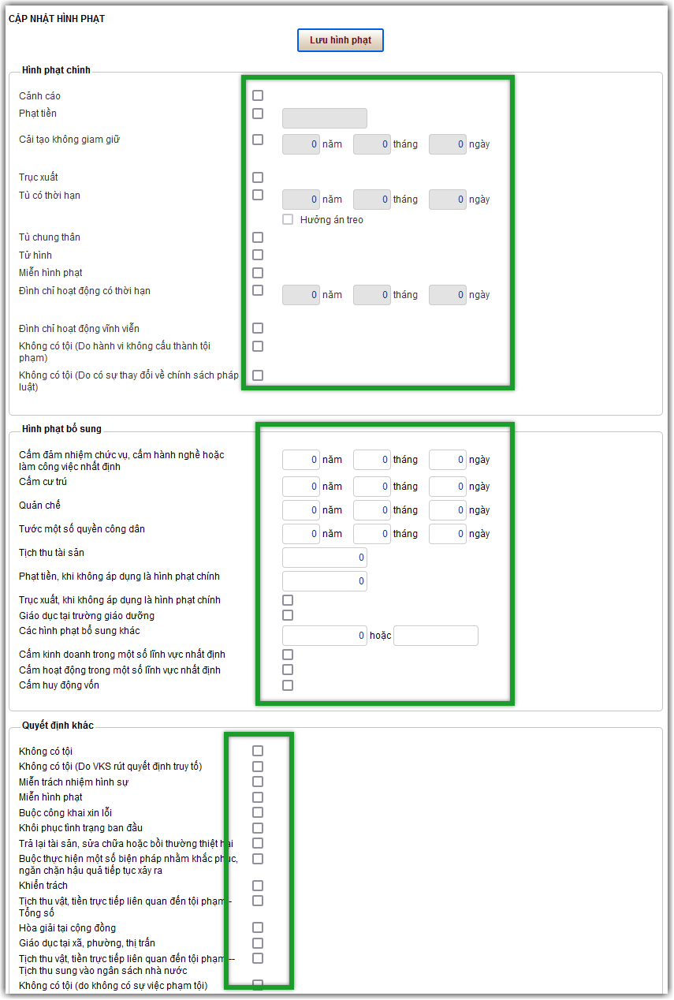 CẬP NHẬT HÌNH PHẠT
Lưu hình phạt
Hình phạt chính
Cảnh cáo
Phạt tiền
Cải tạo không giam giữ 0 năm 0 tháng 0 ngày
Trục xuất
Tù có thời hạn 0 năm 0 tháng 0 ngày
Hưởng án treo
Tù chung thân
Tử hình
Miễn hình phạt
Đình chỉ hoạt động có thời hạn 0 năm 0 tháng 0 ngày
Đình chỉ hoạt động vĩnh viễn
Không có tội (Do hành vi không cấu thành tội
phạm)
Không có tội (Do có sự thay đổi về chính sách pháp
luật)
Hình phạt bổ sung
Cấm đảm nhiệm chức vụ, cấm hành nghề hoặc
làm công việc nhất định 0 năm 0 tháng 0 ngày
Cấm cư trú 0 năm 0 tháng 0 ngày
Quản chế 0 năm 0 tháng 0 ngày
Tước một số quyền công dân 0 năm 0 tháng 0 ngày
Tịch thu tài sản 0
Phạt tiền, khi không áp dụng là hình phạt chính 0
Trục xuất, khi không áp dụng là hình phạt chính
Giáo dục tại trường giáo dưỡng
Các hình phạt bổ sung khác 0 hoặc
Cấm kinh doanh trong một số lĩnh vực nhất định
Cấm hoạt động trong một số lĩnh vực nhất định
Cấm huy động vốn
Quyết định khác
Không có tội
Không có tội (Do VKS rút quyết định truy tố)
Miễn trách nhiệm hình sự
Miễn hình phạt
Buộc công khai xin lỗi
Khôi phục tình trạng ban đầu
Trả lại tài sản, sửa chữa hoặc bồi thường thiệt hại
Buộc thực hiện một số biện pháp nhằm khắc phục,
ngăn chặn hậu quả tiếp tục xảy ra
Khiển trách
Tịch thu vật, tiền trực tiếp liên quan đến tội phạm--
Tổng số
Hòa giải tại cộng đồng
Giáo dục tại xã, phường, thị trấn
Tịch thu vật, tiền trực tiếp liên quan đến tội phạm---
Tịch thu sung vào ngân sách nhà nước
Không có tội (do không có sự việc phạm tội)